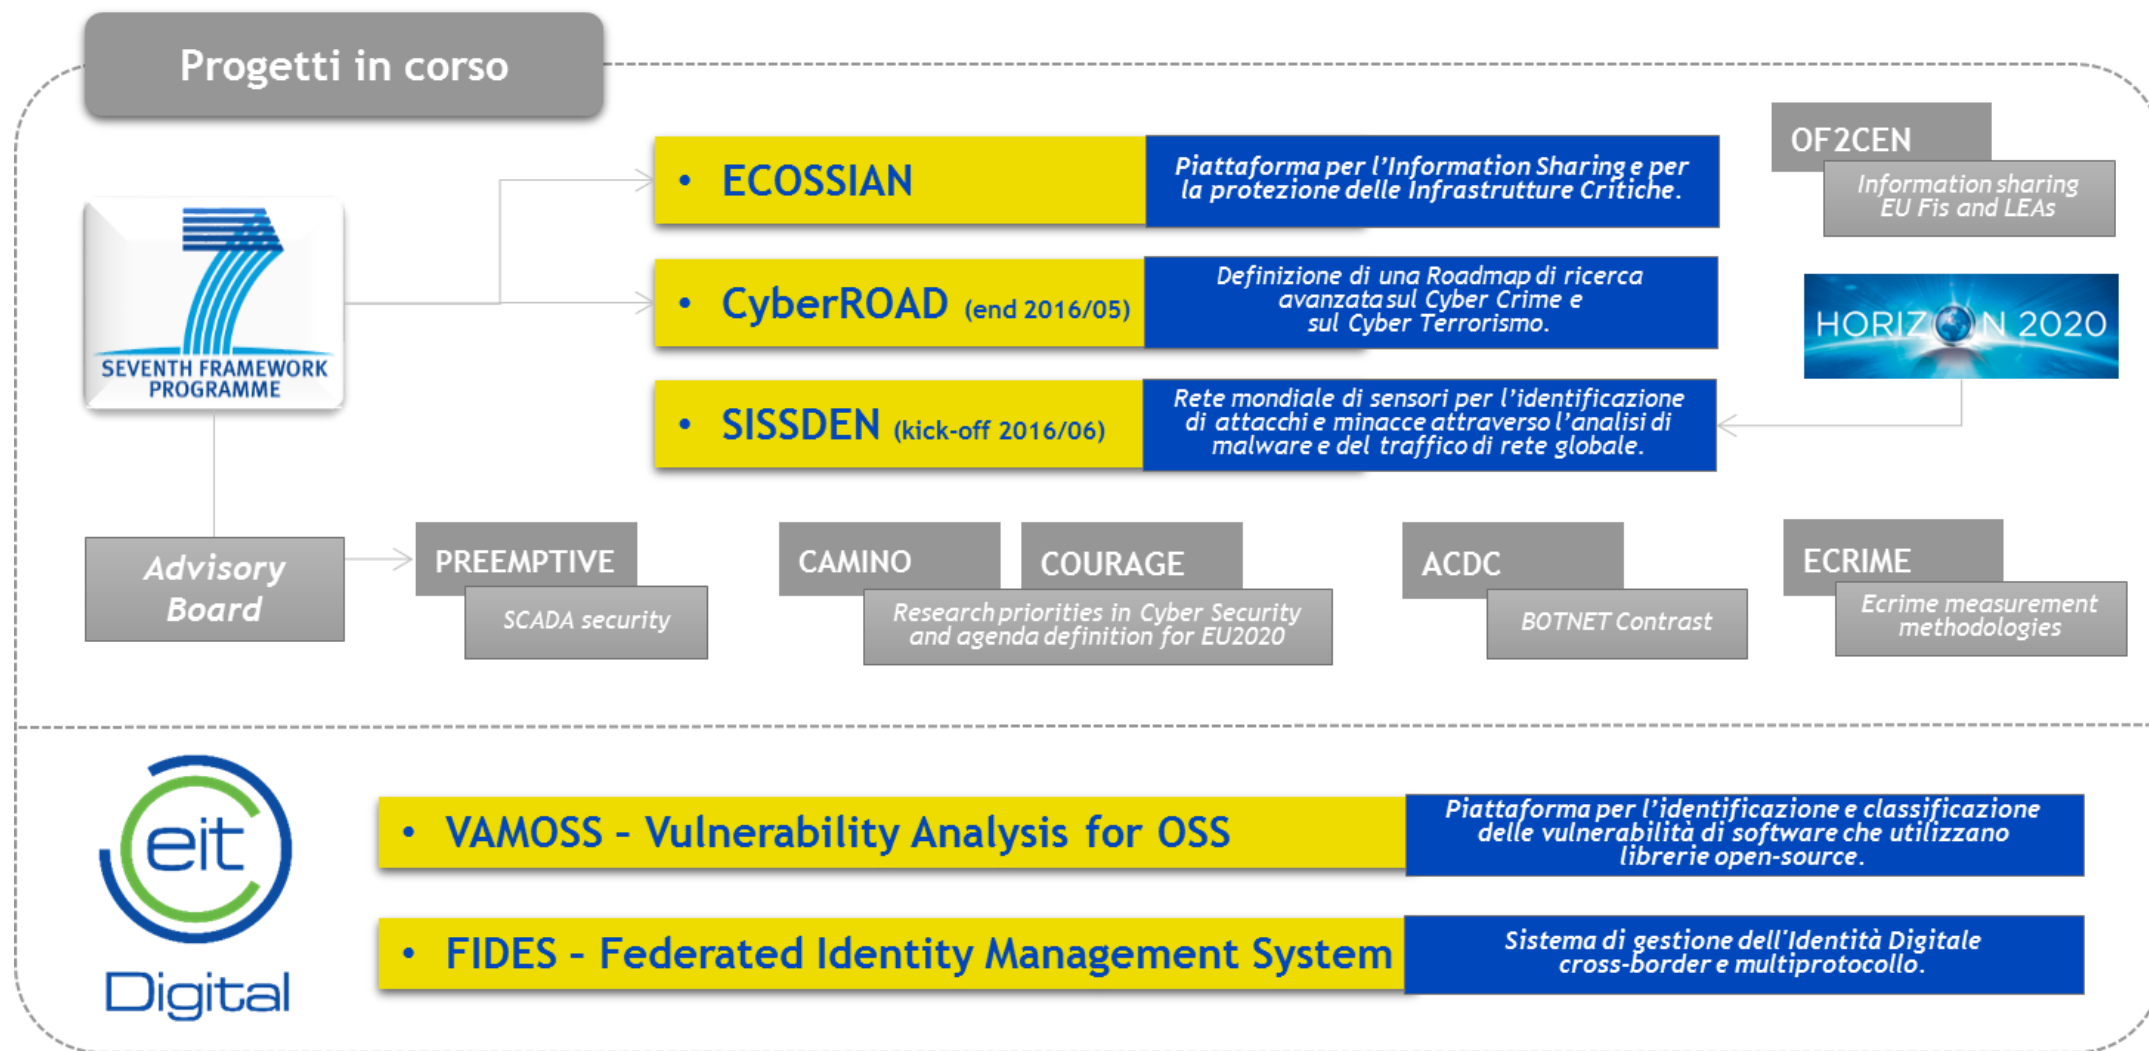 Progetti in corso
• ECOSSIAN
Piattaforma per l'Information Sharing e per
la protezione delle Infrastrutture Critiche.
OF2CEN
Information sharing
EU Fis and LEAs
7
SEVENTH FRAMEWORK
PROGRAMME
• CyberROAD (end 2016/05)
Definizione di una Roadmap di ricerca
avanzata sul Cyber Crime e
sul Cyber Terrorismo.
HORIZON 2020
• SISSDEN (kick-off 2016/06)
Rete mondiale di sensori per l'identificazione
di attacchi e minacce attraverso l'analisi di
malware e del traffico di rete globale.
Advisory
Board
PREEMPTIVE
SCADA security
CAMINO
COURAGE
Research priorities in Cyber Security
and agenda definition for EU2020
ACDC
BOTNET Contrast
ECRIME
Ecrime measurement
methodologies
eit
Digital
• VAMOSS – Vulnerability Analysis for OSS
Piattaforma per l'identificazione e classificazione
delle vulnerabilità di software che utilizzano
librerie open-source.
• FIDES – Federated Identity Management System
Sistema di gestione dell'Identità Digitale
cross-border e multiprotocollo.